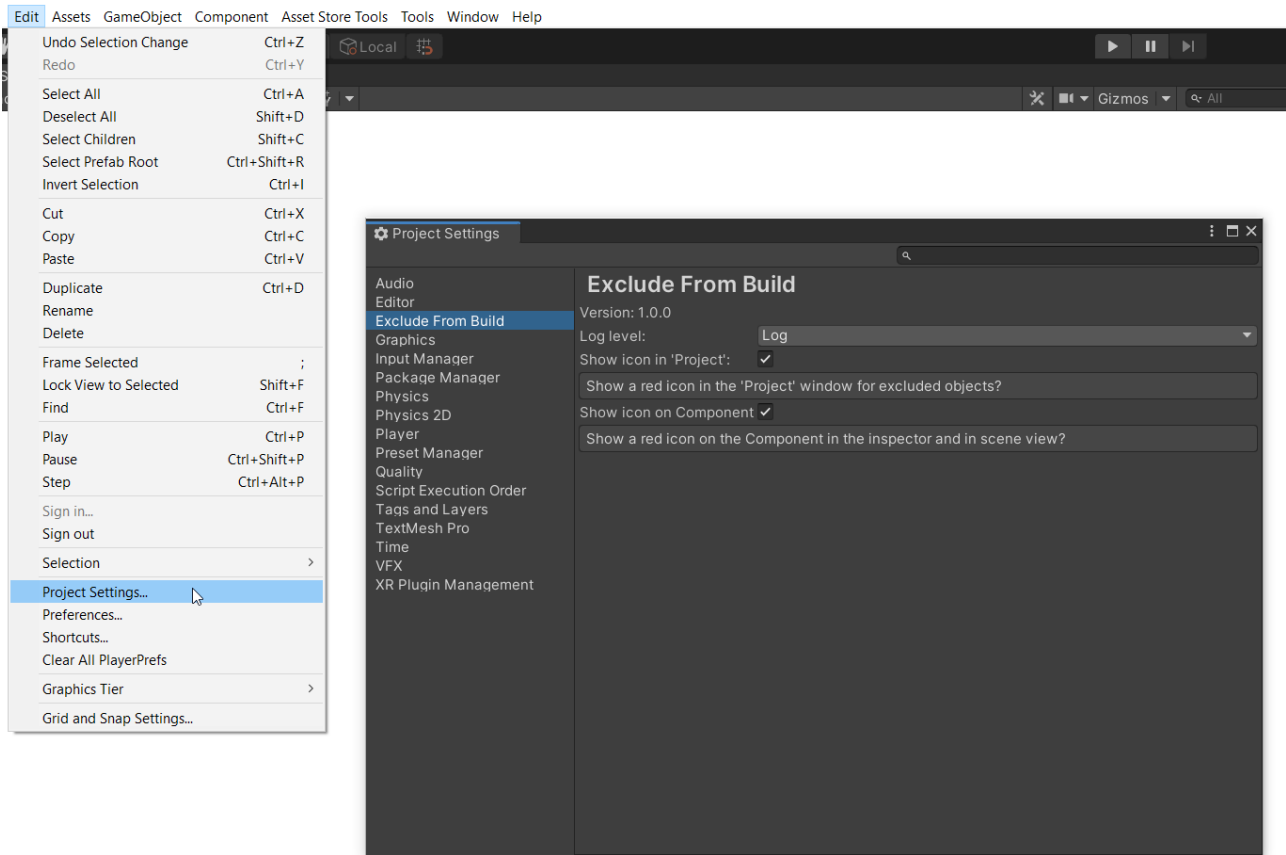 Edit Assets GameObject Component Asset Store Tools Tools Window Help
Undo Selection Change Ctrl+Z
Redo Ctrl+Y
Select All Ctrl+A
Deselect All Shift+D
Select Children Shift+C
Select Prefab Root Ctrl+Shift+R
Invert Selection Ctrl+I
Cut Ctrl+X
Copy Ctrl+C
Paste Ctrl+V
Duplicate Ctrl+D
Rename
Delete
Frame Selected ;
Lock View to Selected Shift+F
Find Ctrl+F
Play Ctrl+P
Pause Ctrl+Shift+P
Step Ctrl+Alt+P
Sign in...
Sign out
Selection
Project Settings...
Preferences...
Shortcuts...
Clear All PlayerPrefs
Graphics Tier
Grid and Snap Settings...
Local
Gizmos All
Project Settings
Audio
Editor
Exclude From Build
Graphics
Input Manager
Package Manager
Physics
Physics 2D
Player
Preset Manager
Quality
Script Execution Order
Tags and Layers
TextMesh Pro
Time
VFX
XR Plugin Management
Exclude From Build
Version: 1.0.0
Log level: Log
Show icon in 'Project':
Show a red icon in the 'Project' window for excluded objects?
Show icon on Component
Show a red icon on the Component in the inspector and in scene view?